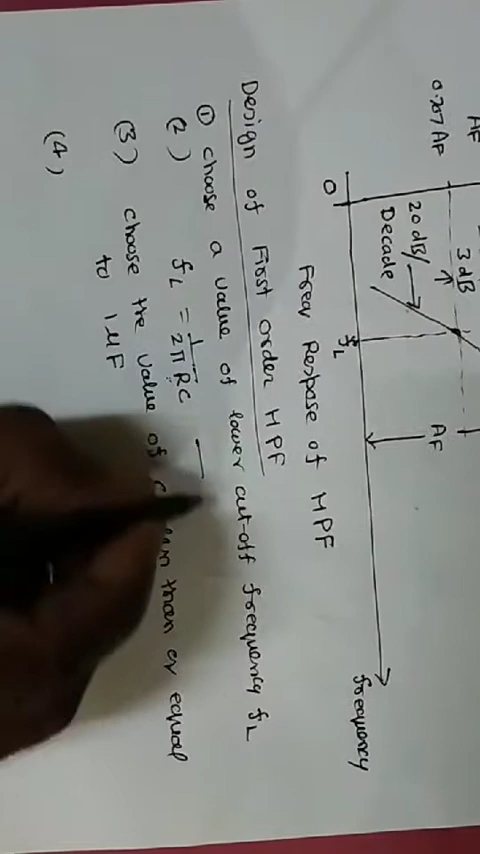 AF
0.707 AF
3 dB
20 dB/
Decade
AF
0
fL
frequency
Freq Respose of HPF
Design of First order HPF
① choose a value of lower cut-off frequency fL
(2) fL = 1/2πRC
(3) choose the value of than or equal
to 1μF
(4)